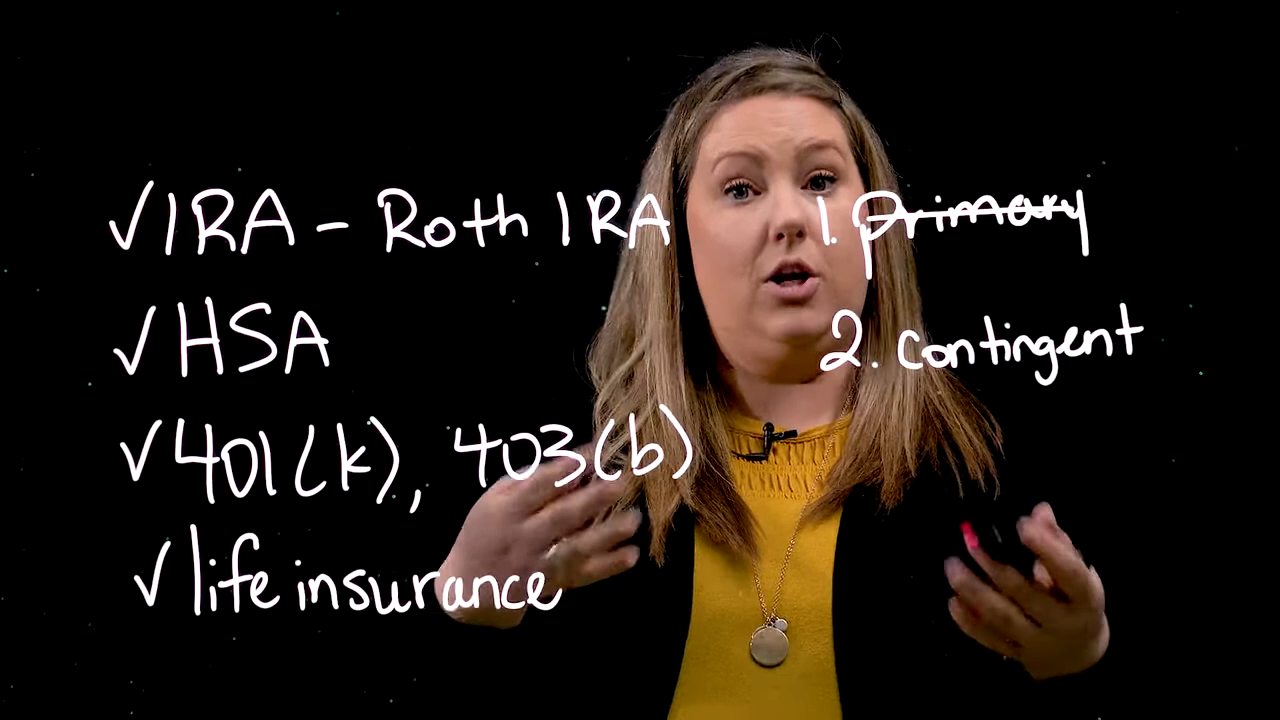 ✓ IRA - Roth IRA
✓ HSA
✓ 401(k), 403(b)
✓ life insurance
1. primary
2. contingent